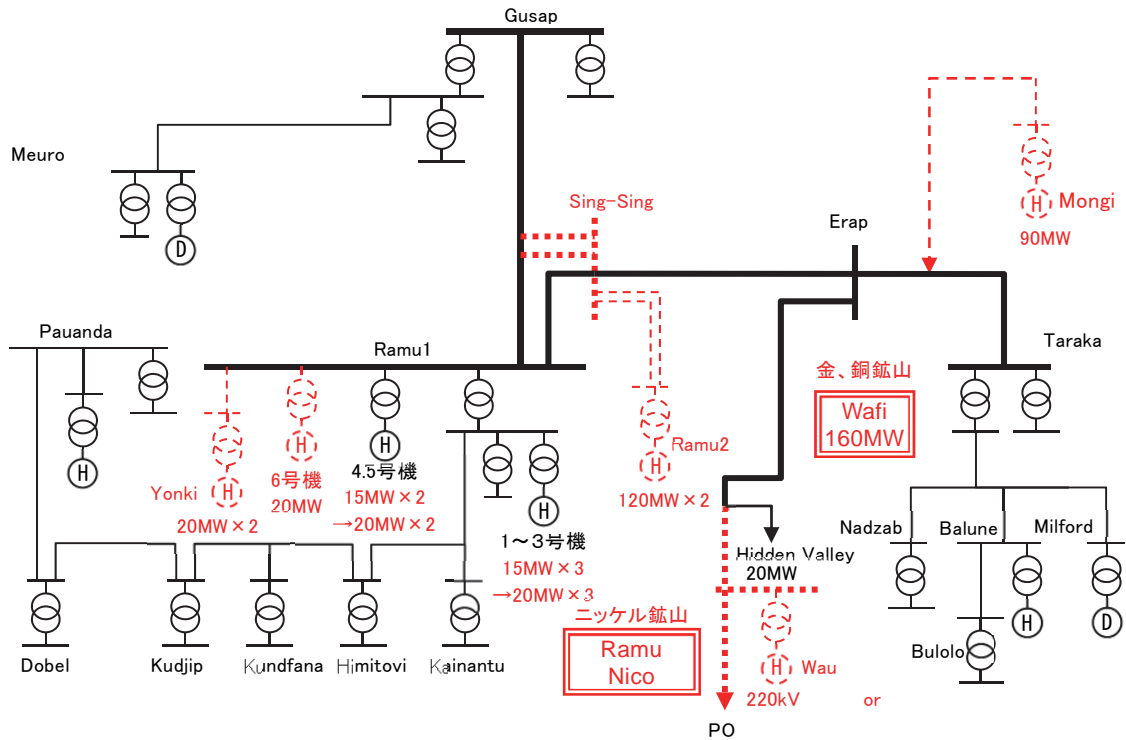 Gusap
Meuro
D
Sing-Sing
Erap
H
Mongi
90MW
Pauanda
H
Ramu1
Taraka
金、銅鉱山
Wafi
160MW
Yonki
H
20MW×2
H
6号機
20MW
H
4.5号機
15MW×2
→20MW×2
H
1～3号機
15MW×3
→20MW×3
Ramu2
H
120MW×2
Hidden Valley
20MW
Nadzab
Balune
Milford
H
D
Bulolo
ニッケル鉱山
Ramu
Nico
H
Wau
220kV or
PO
Dobel
Kudjip
Kundfana
Himitovi
Kainantu